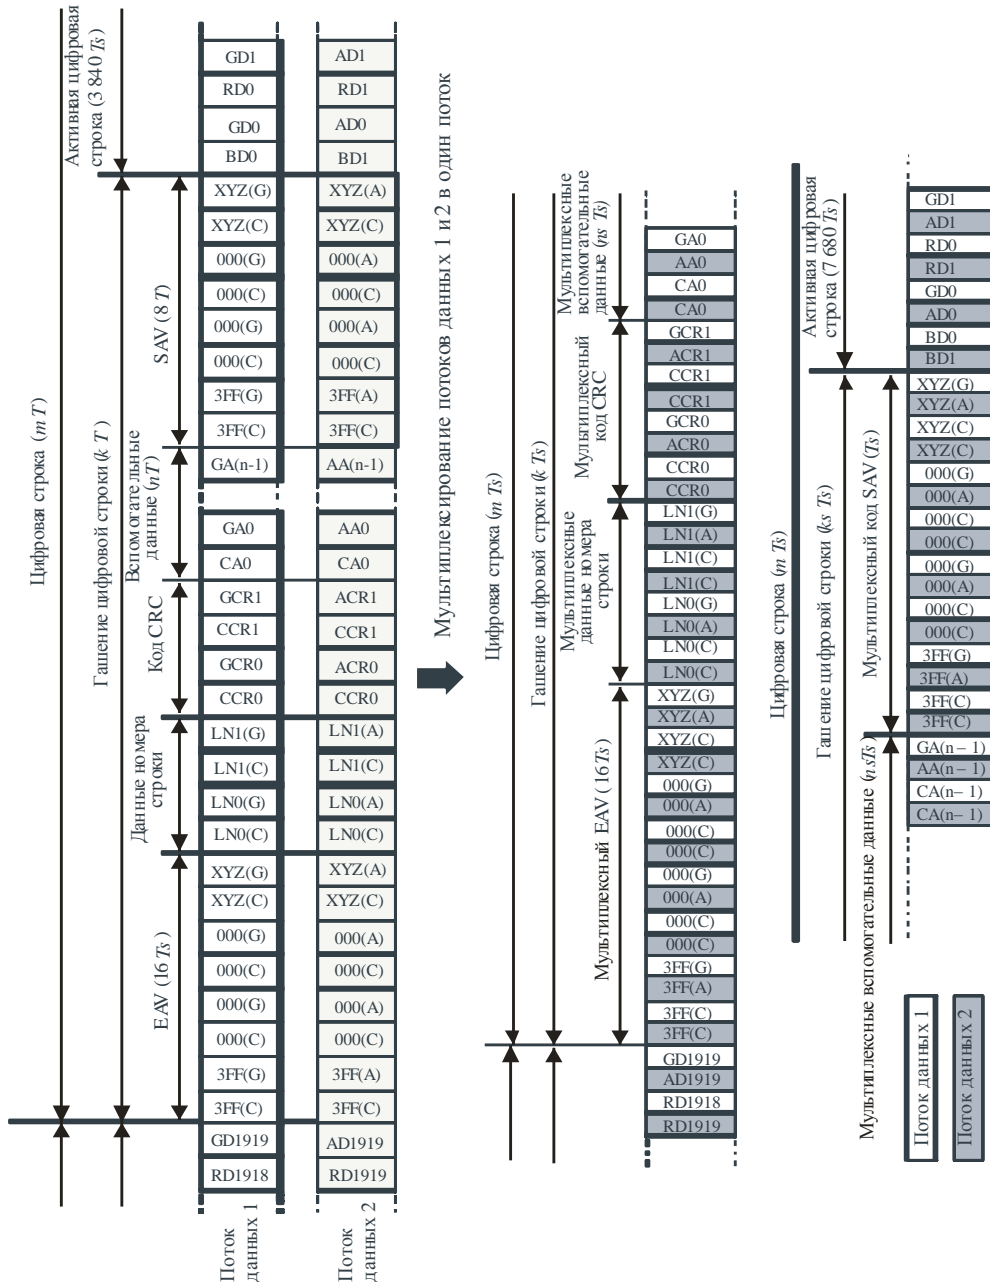 Цифровая строка (m T)
Гашение цифровой строки (k T)
Активная цифровая
строка (3 840 Ts)
SAV (8 T)
Вспомогательные
данные (nT)
Код CRC
Данные номера
строки
EAV (16 Ts)
GD1
RD0
GD0
BD0
XYZ(G)
XYZ(C)
000(G)
000(C)
000(G)
000(C)
3FF(G)
3FF(C)
GA(n-1)
GA0
CA0
GCR1
CCR1
GCR0
CCR0
LN1(G)
LN1(C)
LN0(G)
LN0(C)
XYZ(G)
XYZ(C)
000(G)
000(C)
000(G)
000(C)
3FF(G)
3FF(C)
GD1919
RD1918
Поток
данных 1
AD1
RD1
AD0
BD1
XYZ(A)
XYZ(C)
000(A)
000(C)
000(A)
000(C)
3FF(A)
3FF(C)
AA(n-1)
AA0
CA0
ACR1
CCR1
ACR0
CCR0
LN1(A)
LN1(C)
LN0(A)
LN0(C)
XYZ(A)
XYZ(C)
000(A)
000(C)
000(A)
000(C)
3FF(A)
3FF(C)
AD1919
RD1919
Поток
данных 2
Мультиплексирование потоков данных 1 и 2 в один поток
Цифровая строка (m Ts)
Гашение цифровой строки (k Ts)
Мультиплексные
вспомогательные
данные (ns Ts)
Мультиплексный
код CRC
Мультиплексные
данные номера
строки
Мультиплексный EAV (16 Ts)
GA0
AA0
CA0
CA0
GCR1
ACR1
CCR1
CCR1
GCR0
ACR0
CCR0
CCR0
LN1(G)
LN1(A)
LN1(C)
LN1(C)
LN0(G)
LN0(A)
LN0(C)
LN0(C)
XYZ(G)
XYZ(A)
XYZ(C)
XYZ(C)
000(G)
000(A)
000(C)
000(C)
000(G)
000(A)
000(C)
000(C)
3FF(G)
3FF(A)
3FF(C)
3FF(C)
GD1919
AD1919
RD1918
RD1919
Цифровая строка (m Ts)
Гашение цифровой строки (ks Ts)
Активная цифровая
строка (7 680 Ts)
Мультиплексный код SAV (Ts)
Мультиплексные вспомогательные данные (nsTs)
GD1
AD1
RD0
RD1
GD0
AD0
BD0
BD1
XYZ(G)
XYZ(A)
XYZ(C)
XYZ(C)
000(G)
000(A)
000(C)
000(C)
000(G)
000(A)
000(C)
000(C)
3FF(G)
3FF(A)
3FF(C)
3FF(C)
GA(n– 1)
AA(n– 1)
CA(n– 1)
CA(n– 1)
Поток данных 1
Поток данных 2